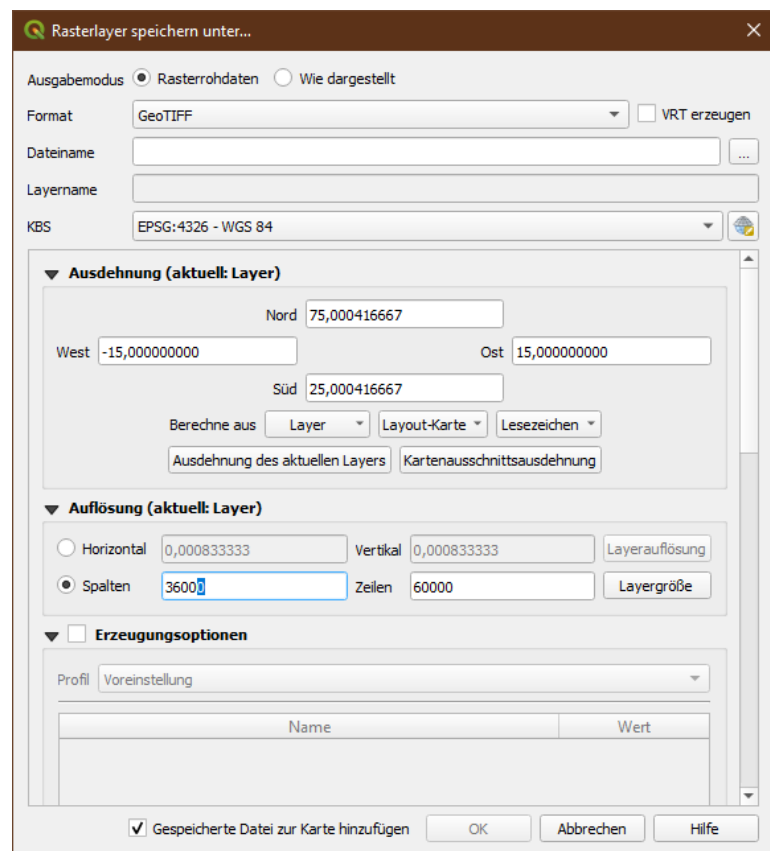 Rasterlayer speichern unter...
Ausgabemodus Rasterrohdaten Wie dargestellt
Format GeoTIFF VRT erzeugen
Dateiname ...
Layername
KBS EPSG:4326 - WGS 84
Ausdehnung (aktuell: Layer)
Nord 75,000416667
West -15,000000000 Ost 15,000000000
Süd 25,000416667
Berechne aus Layer Layout-Karte Lesezeichen
Ausdehnung des aktuellen Layers Kartenausschnittsausdehnung
Auflösung (aktuell: Layer)
Horizontal 0,000833333 Vertikal 0,000833333 Layerauflösung
Spalten 36000 Zeilen 60000 Layergröße
Erzeugungsoptionen
Profil Voreinstellung
Name Wert
Gespeicherte Datei zur Karte hinzufügen OK Abbrechen Hilfe